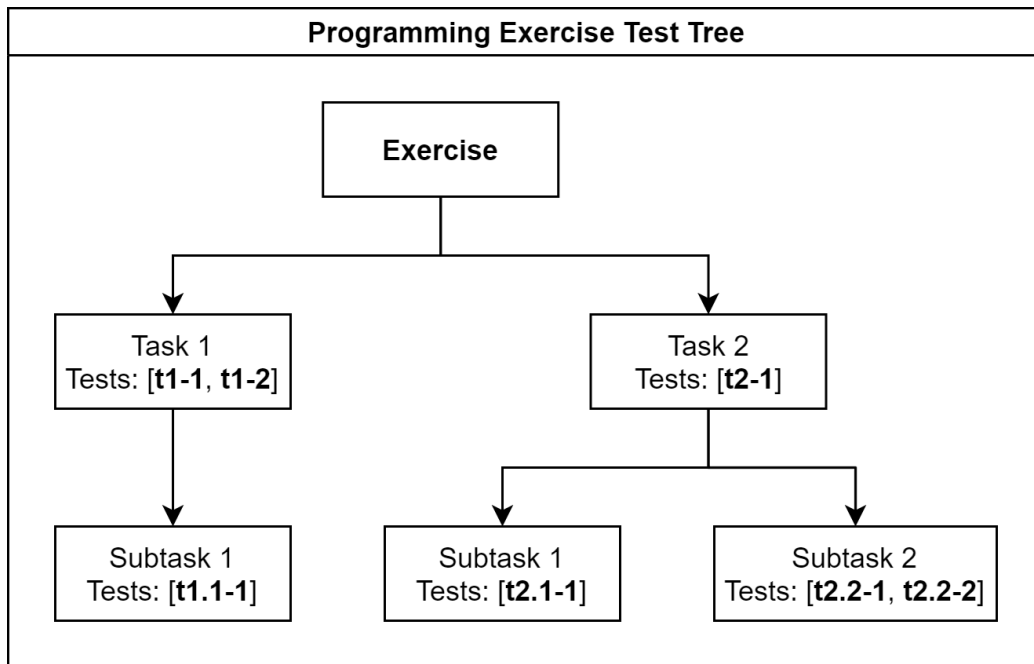 Programming Exercise Test Tree
Exercise
Task 1
Tests: [t1-1, t1-2]
Task 2
Tests: [t2-1]
Subtask 1
Tests: [t1.1-1]
Subtask 1
Tests: [t2.1-1]
Subtask 2
Tests: [t2.2-1, t2.2-2]